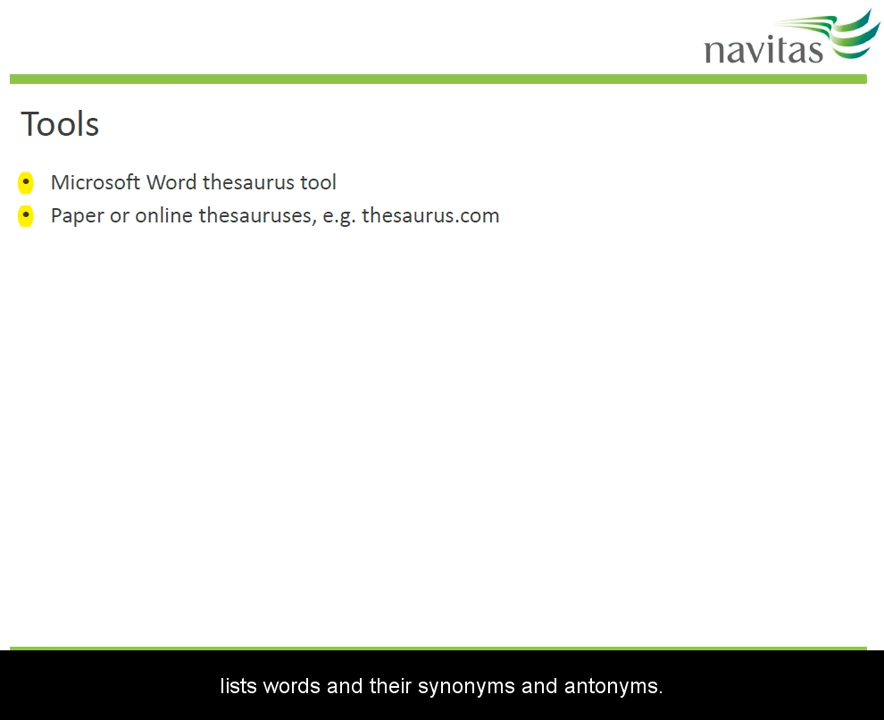 navitas
Tools
• Microsoft Word thesaurus tool
• Paper or online thesauruses, e.g. thesaurus.com
lists words and their synonyms and antonyms.